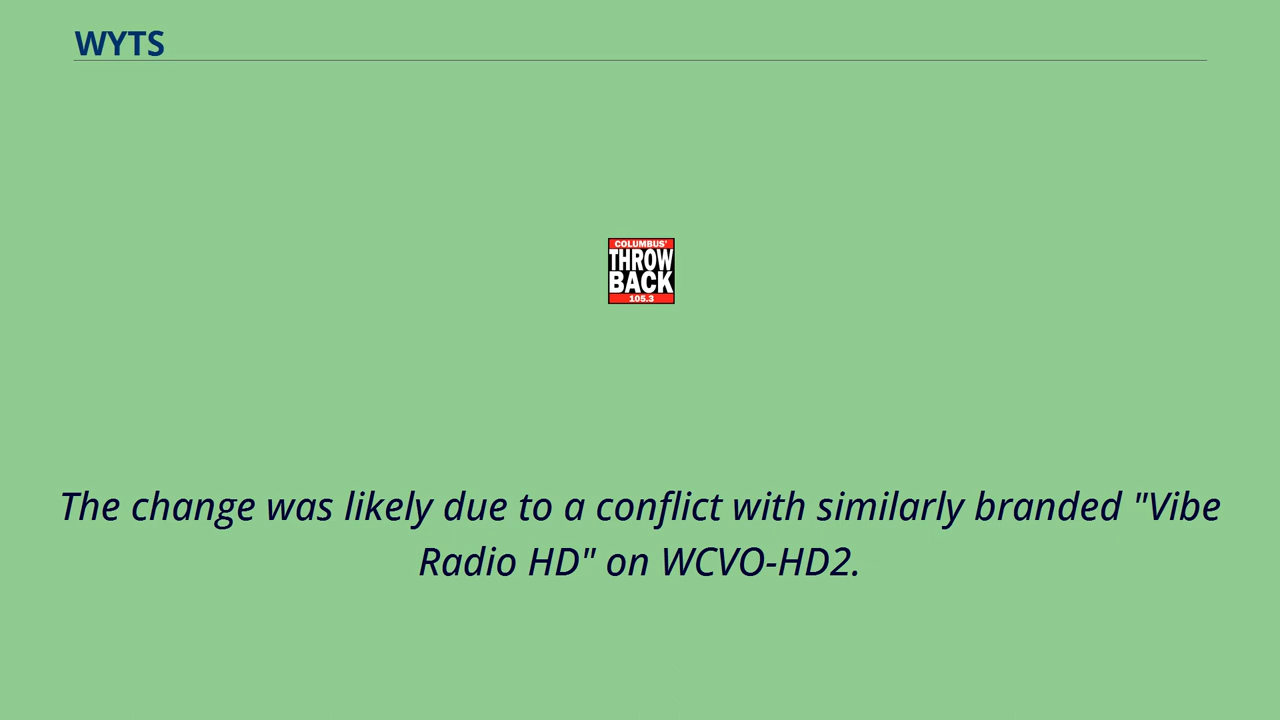 WYTS
COLUMBUS'
THROW
BACK
105.3
The change was likely due to a conflict with similarly branded "Vibe
Radio HD" on WCVO-HD2.